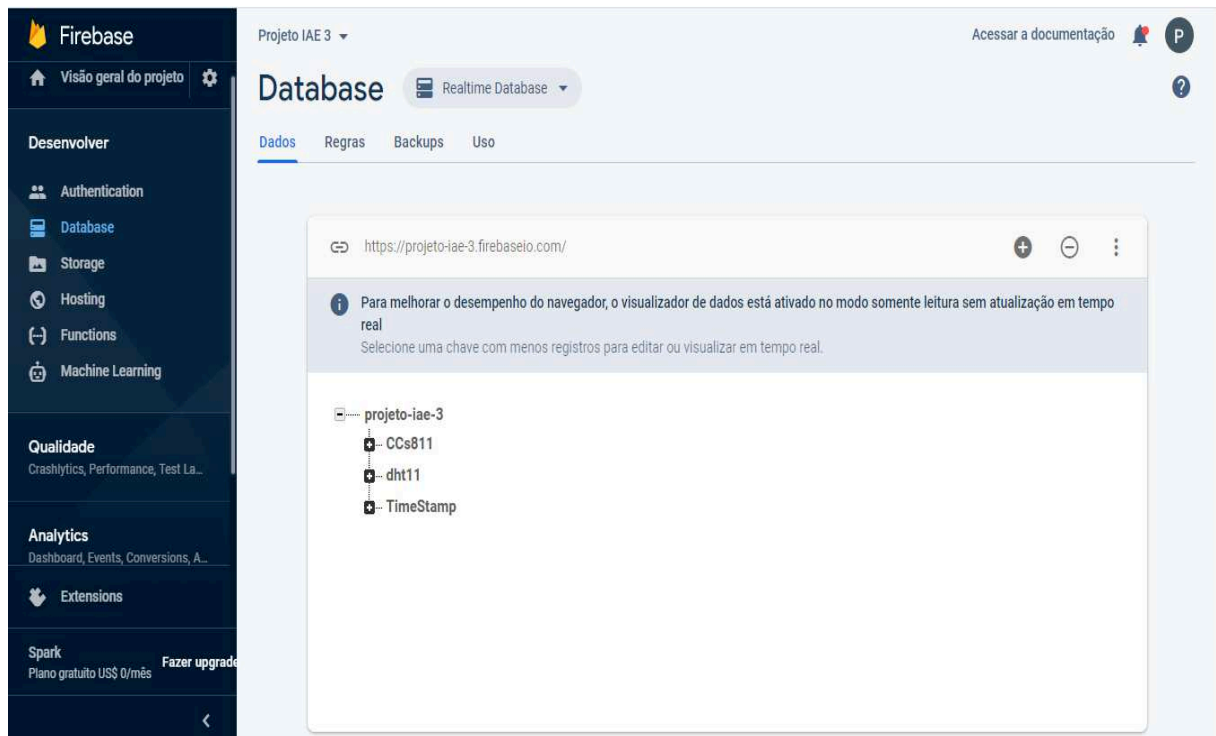 Firebase
Visão geral do projeto
Desenvolver
Authentication
Database
Storage
Hosting
Functions
Machine Learning
Qualidade
Crashlytics, Performance, Test La...
Analytics
Dashboard, Events, Conversions, A...
Extensions
Spark
Plano gratuito US$ 0/mês
Fazer upgrade
Projeto IAE 3
Acessar a documentação
P
Database
Realtime Database
?
Dados Regras Backups Uso
https://projeto-iae-3.firebaseio.com/
Para melhorar o desempenho do navegador, o visualizador de dados está ativado no modo somente leitura sem atualização em tempo
real
Selecione uma chave com menos registros para editar ou visualizar em tempo real.
projeto-iae-3
CCs811
dht11
TimeStamp